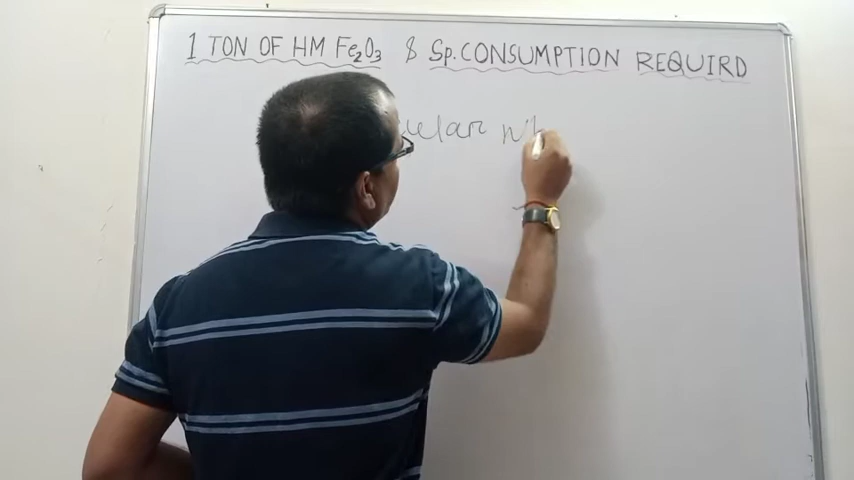 1 TON OF HM Fe₂O₃ & Sp. CONSUMPTION REQUIRD